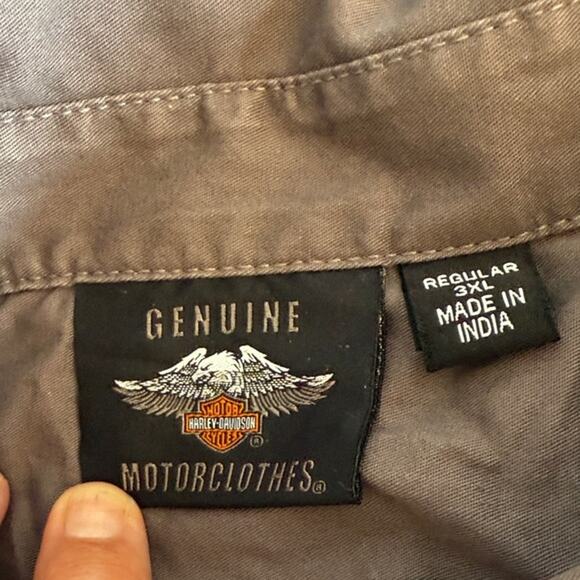 GENUINE
MOTOR
HARLEY-DAVIDSON
CYCLES
®
MOTORCLOTHES®
REGULAR
3XL
MADE IN
INDIA